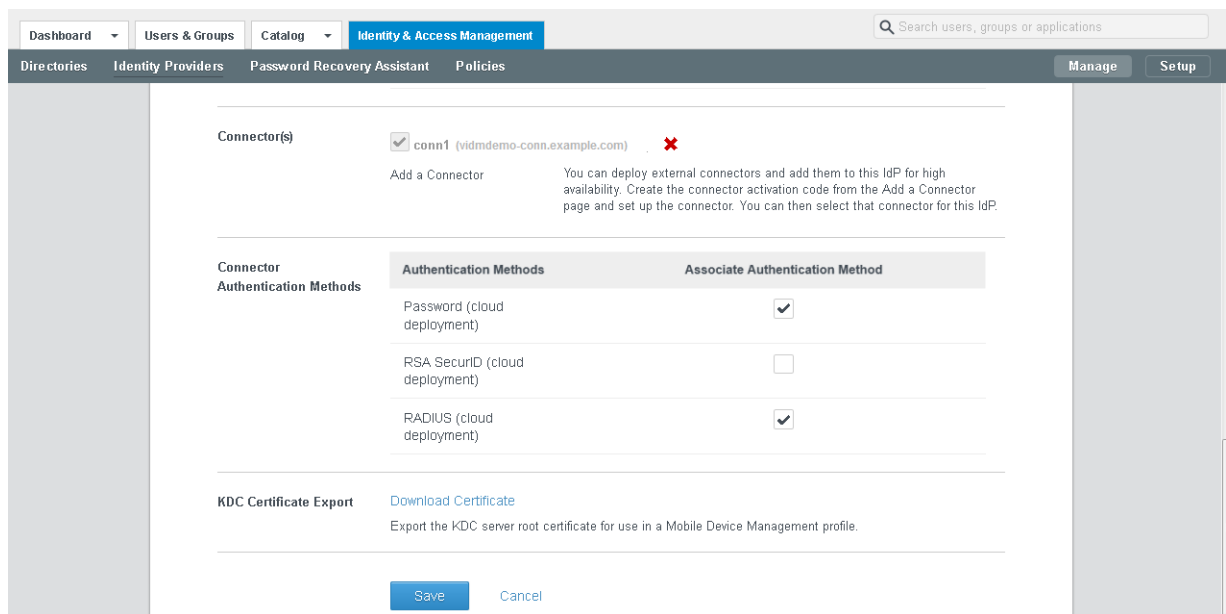 Dashboard Users & Groups Catalog Identity & Access Management Search users, groups or applications
Directories Identity Providers Password Recovery Assistant Policies Manage Setup
Connector(s)
conn1 (vidmdemo-conn.example.com)
Add a Connector
You can deploy external connectors and add them to this IdP for high
availability. Create the connector activation code from the Add a Connector
page and set up the connector. You can then select that connector for this IdP.
Connector
Authentication Methods
Authentication Methods Associate Authentication Method
Password (cloud
deployment)
RSA SecurID (cloud
deployment)
RADIUS (cloud
deployment)
KDC Certificate Export
Download Certificate
Export the KDC server root certificate for use in a Mobile Device Management profile.
Save Cancel